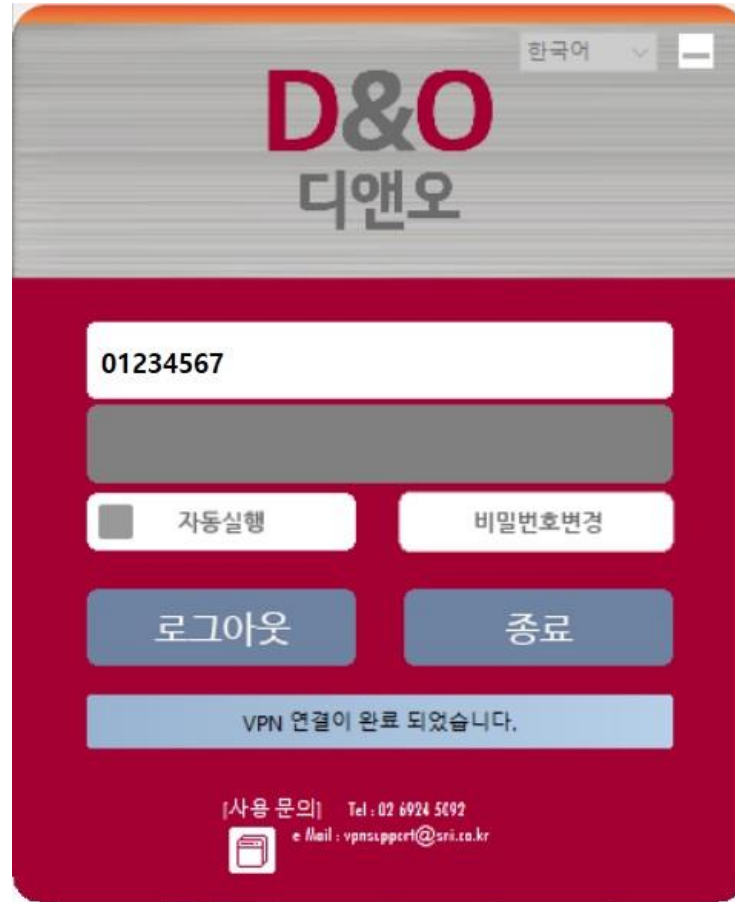 한국어
D&O
디앤오
01234567
자동실행 비밀번호변경
로그아웃 종료
VPN 연결이 완료 되었습니다.
[사용 문의] Tel : 02 6924 5092
e Mail : vpnsupport@sri.co.kr